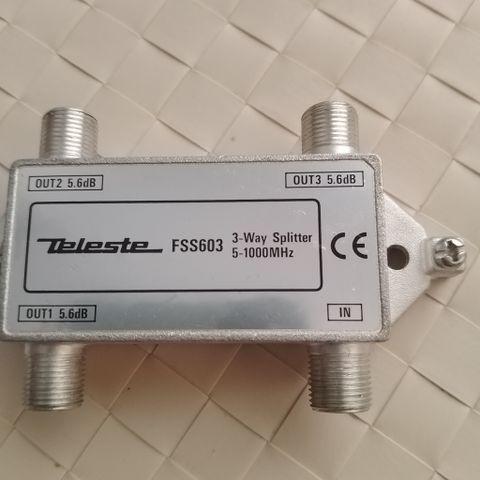 OUT2 5.6dB
OUT3 5.6dB
Teleste FSS603
3-Way Splitter
5-1000MHz
CE
OUT1 5.6dB
IN